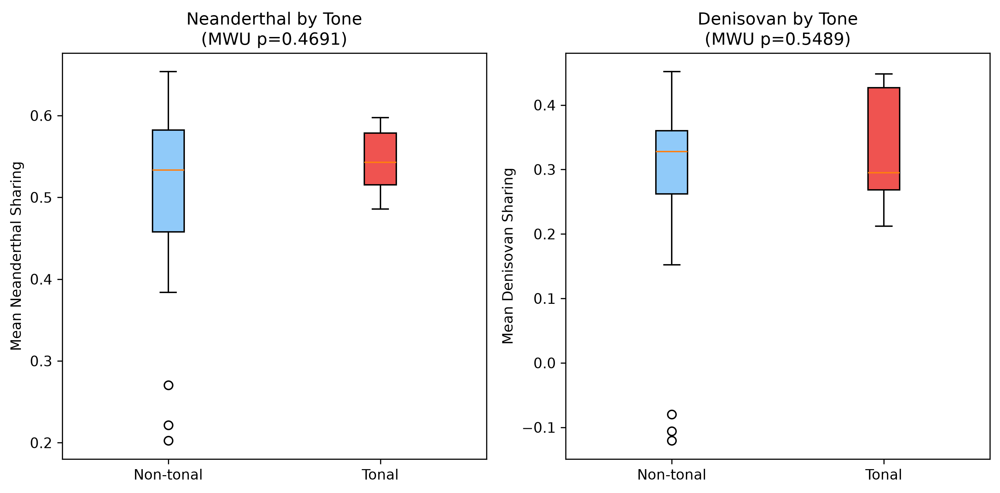 Neanderthal by Tone
(MWU p=0.4691)
Mean Neanderthal Sharing
0.6
0.5
0.4
0.3
0.2
Non-tonal
Tonal
Denisovan by Tone
(MWU p=0.5489)
Mean Denisovan Sharing
0.4
0.3
0.2
0.1
0.0
−0.1
Non-tonal
Tonal